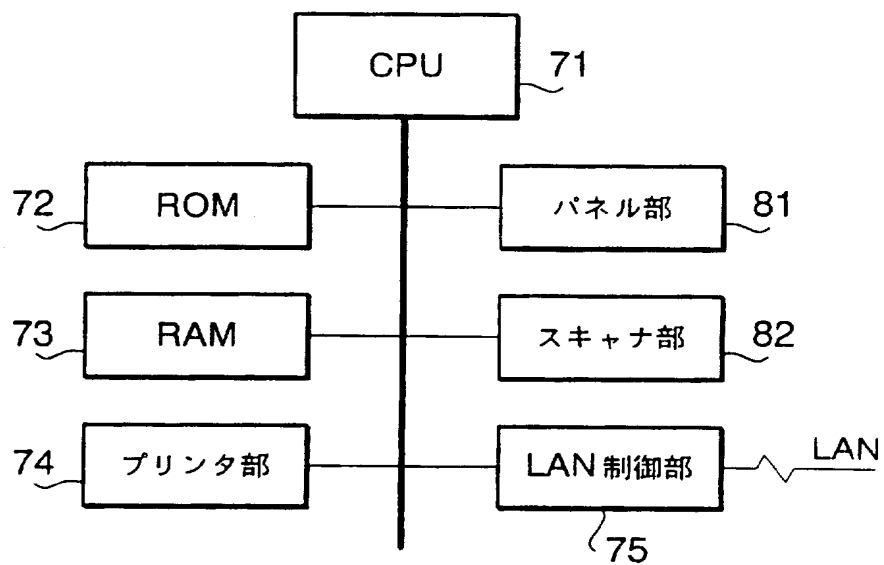 CPU
71
72
ROM
パネル部
81
73
RAM
スキャナ部
82
74
プリンタ部
LAN制御部
LAN
75